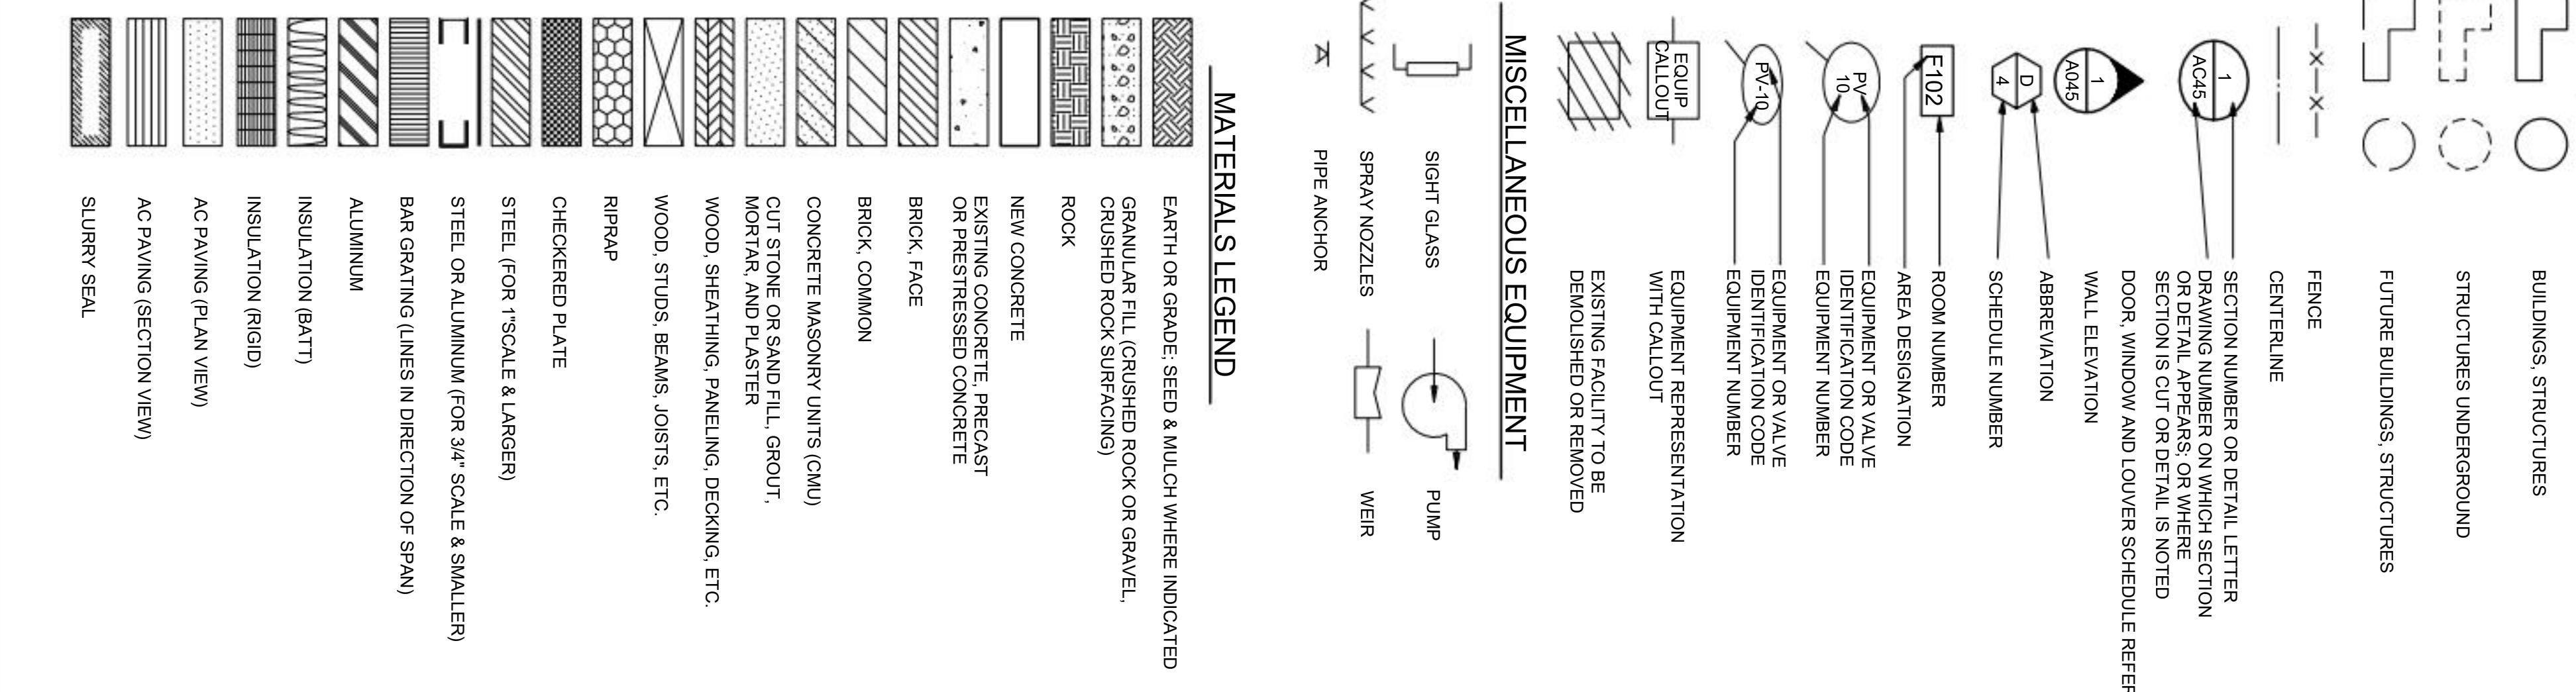 BUILDINGS, STRUCTURES
STRUCTURES UNDERGROUND
FUTURE BUILDINGS, STRUCTURES
FENCE
CENTERLINE
1
AC45
SECTION NUMBER OR DETAIL LETTER
DRAWING NUMBER ON WHICH SECTION
OR DETAIL APPEARS; OR WHERE
SECTION IS CUT OR DETAIL IS NOTED
DOOR, WINDOW AND LOUVER SCHEDULE REFER
1
A045
WALL ELEVATION
D
4
ABBREVIATION
SCHEDULE NUMBER
F102
ROOM NUMBER
AREA DESIGNATION
PV
10
EQUIPMENT OR VALVE
IDENTIFICATION CODE
EQUIPMENT NUMBER
PV-10
EQUIPMENT OR VALVE
IDENTIFICATION CODE
EQUIPMENT NUMBER
EQUIP
CALLOUT
EQUIPMENT REPRESENTATION
WITH CALLOUT
EXISTING FACILITY TO BE
DEMOLISHED OR REMOVED
MISCELLANEOUS EQUIPMENT
SIGHT GLASS
PUMP
SPRAY NOZZLES
WEIR
PIPE ANCHOR
MATERIALS LEGEND
EARTH OR GRADE; SEED & MULCH WHERE INDICATED
GRANULAR FILL (CRUSHED ROCK OR GRAVEL,
CRUSHED ROCK SURFACING)
ROCK
NEW CONCRETE
EXISTING CONCRETE, PRECAST
OR PRESTRESSED CONCRETE
BRICK, FACE
BRICK, COMMON
CONCRETE MASONRY UNITS (CMU)
CUT STONE OR SAND FILL, GROUT,
MORTAR, AND PLASTER
WOOD, SHEATHING, PANELING, DECKING, ETC.
WOOD, STUDS, BEAMS, JOISTS, ETC.
RIPRAP
CHECKERED PLATE
STEEL (FOR 1"SCALE & LARGER)
STEEL OR ALUMINUM (FOR 3/4" SCALE & SMALLER)
BAR GRATING (LINES IN DIRECTION OF SPAN)
ALUMINUM
INSULATION (BATT)
INSULATION (RIGID)
AC PAVING (PLAN VIEW)
AC PAVING (SECTION VIEW)
SLURRY SEAL